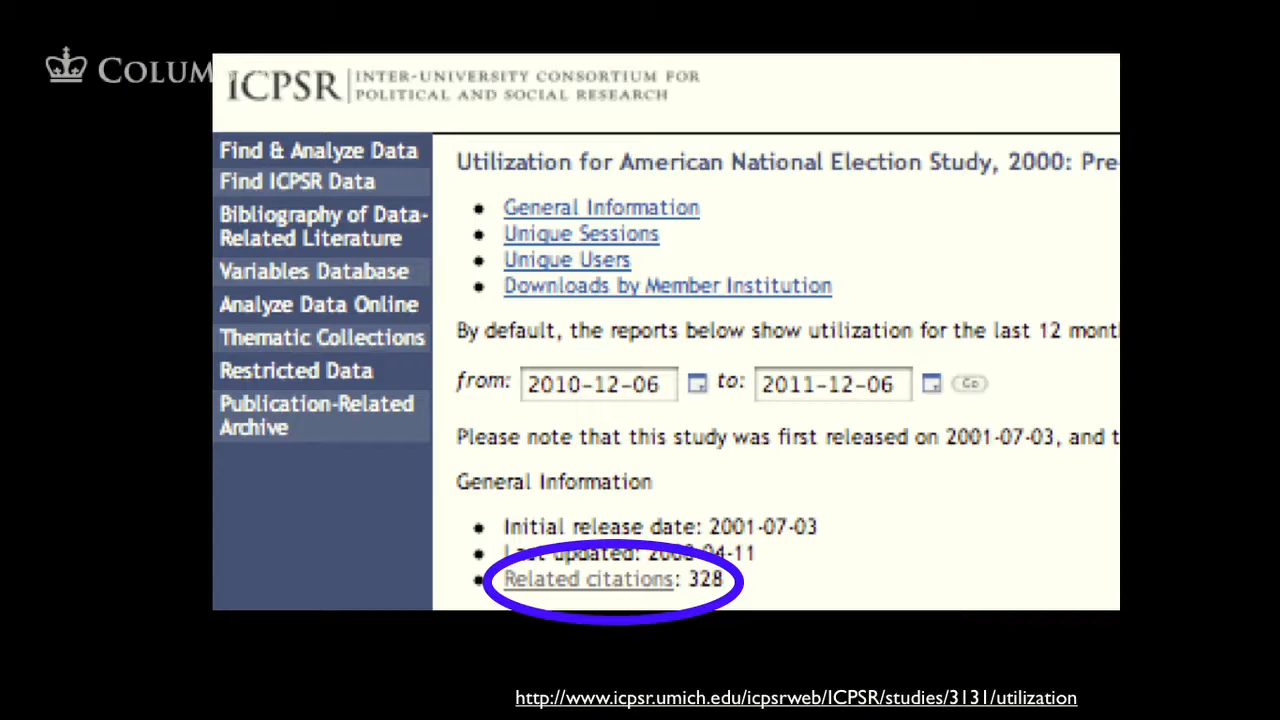 COLUM
ICPSR
INTER-UNIVERSITY CONSORTIUM FOR
POLITICAL AND SOCIAL RESEARCH
Find & Analyze Data
Find ICPSR Data
Bibliography of Data-
Related Literature
Variables Database
Analyze Data Online
Thematic Collections
Restricted Data
Publication-Related
Archive
Utilization for American National Election Study, 2000: Pre
General Information
Unique Sessions
Unique Users
Downloads by Member Institution
By default, the reports below show utilization for the last 12 mont
from: 2010-12-06 to: 2011-12-06 Go
Please note that this study was first released on 2001-07-03, and t
General Information
Initial release date: 2001-07-03
Last updated: 04-11
Related citations: 328
http://www.icpsr.umich.edu/icpsrweb/ICPSR/studies/3131/utilization